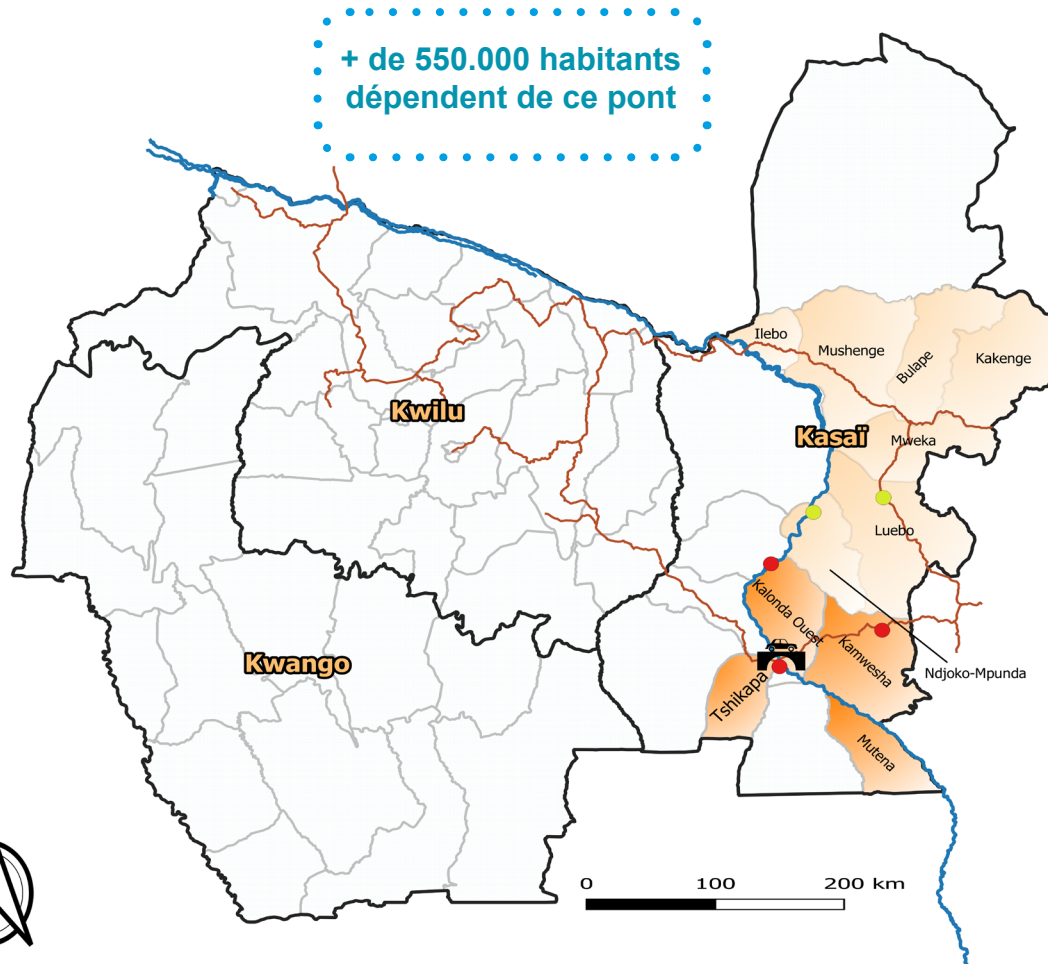 + de 550.000 habitants
dépendent de ce pont
Ilebo
Mushenge
Bulape
Kakenge
Kwilu
Kasaï
Mweka
Luebo
Kalonda Ouest
Kamwesha
Kwango
Ndjoko-Mpunda
Tshikapa
Mutena
0 100 200 km